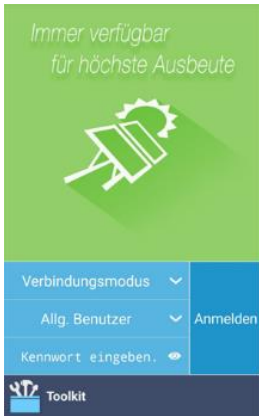 Immer verfügbar
für höchste Ausbeute
Verbindungsmodus
Allg. Benutzer
Anmelden
Kennwort eingeben.
Toolkit